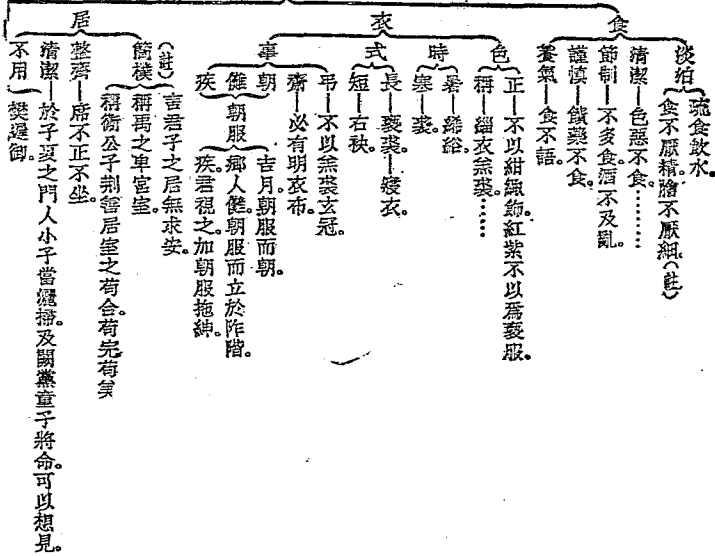 食
淡泊
疏食飲水。
食不厭精膾不厭細。(註)
清潔—色惡不食。………
節制—不多食酒不及亂。
謹慎—饋藥不食。
養氣—食不語。
衣
色
正—不以紺緅飾紅紫不以爲褻服。
稱—緇衣羔裘。……
時
暑—絺綌
寒—裘。
式
長—褻裘—寢衣
短—右袂。
事
弔—不以羔裘玄冠。
齋—必有明衣布。
朝
儺
疾
朝服
吉月朝服而朝。
鄉人儺朝服而立於阼階。
疾君視之加朝服拖紳。
居
(註)
言君子之居無求安。
簡樸
稱禹之卑宮室。
稱衛公子荆善居室之苟合苟完苟美
整齊—席不正不坐。
清潔—於子夏之門人小子當灑掃。及闕黨童子將命。可以想見。
不用
樊遲御